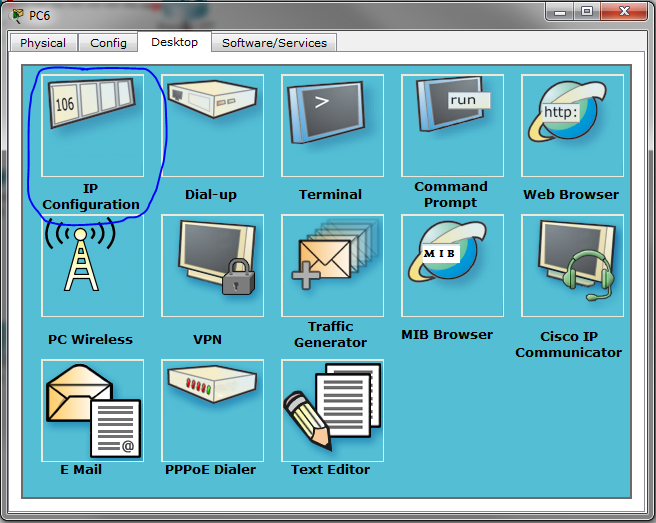 PC6
Physical Config Desktop Software/Services
106
>
run
http:
IP
Configuration
Dial-up
Terminal
Command
Prompt
Web Browser
MIB
PC Wireless
VPN
Traffic
Generator
MIB Browser
Cisco IP
Communicator
@
E Mail
PPPoE Dialer
Text Editor